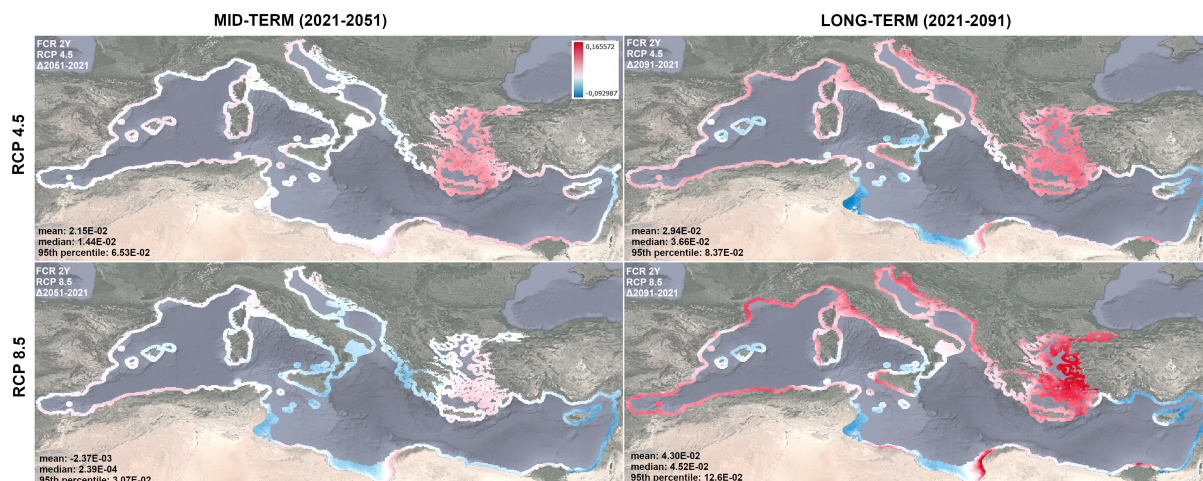 MID-TERM (2021-2051)
LONG-TERM (2021-2091)
RCP 4.5
FCR 2Y
RCP 4.5
Δ2051-2021
0,165572
-0,092987
mean: 2.15E-02
median: 1.44E-02
95th percentile: 6.53E-02
FCR 2Y
RCP 4.5
Δ2091-2021
mean: 2.94E-02
median: 3.66E-02
95th percentile: 8.37E-02
RCP 8.5
FCR 2Y
RCP 8.5
Δ2051-2021
mean: -2.37E-03
median: 2.39E-04
95th percentile: 3.07E-02
FCR 2Y
RCP 8.5
Δ2091-2021
mean: 4.30E-02
median: 4.52E-02
95th percentile: 12.6E-02